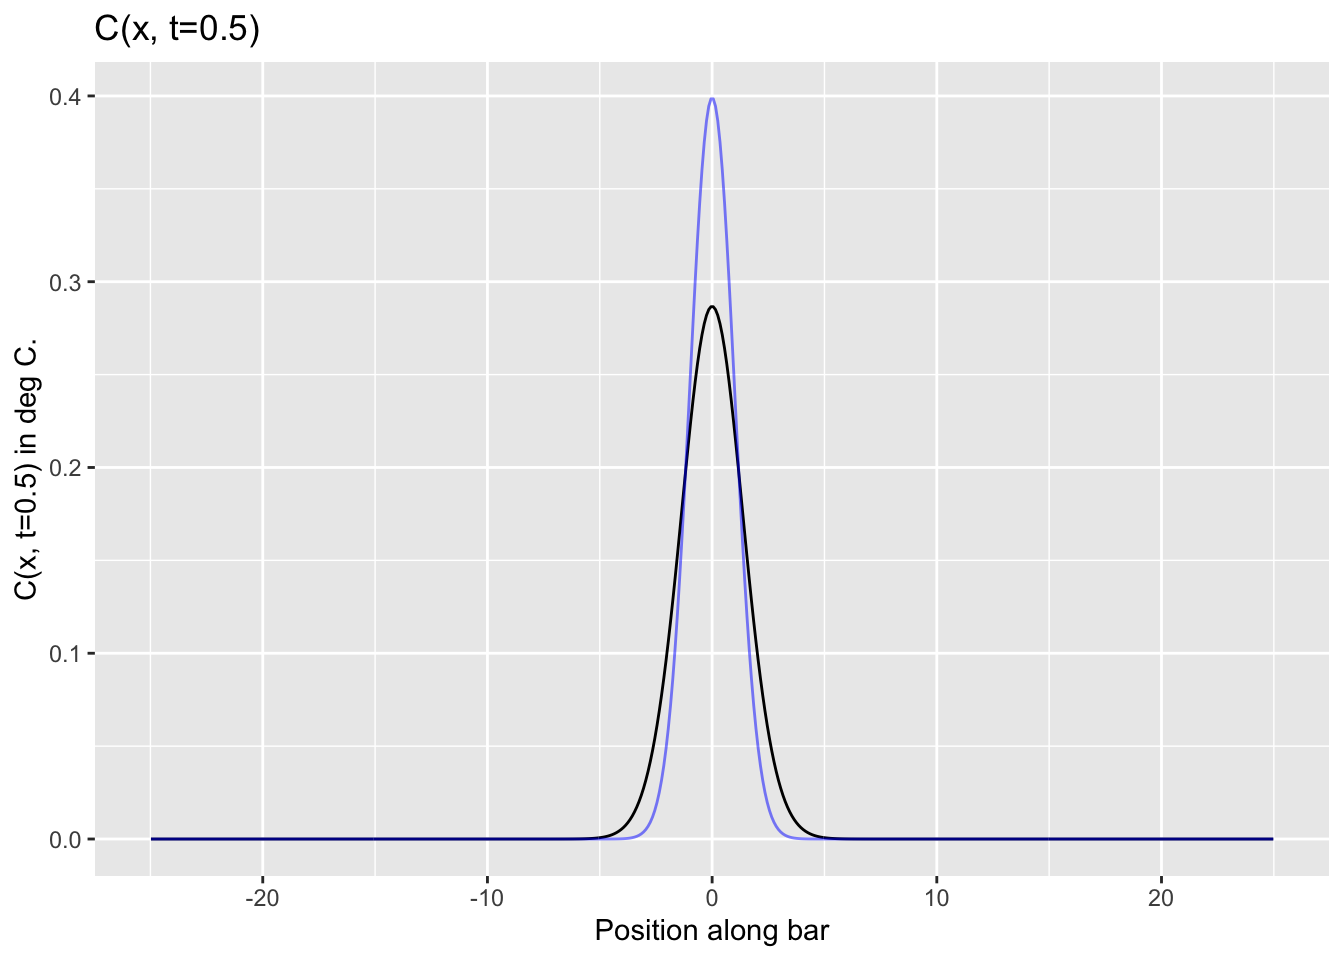 C(x, t=0.5)
C(x, t=0.5) in deg C.
0.4
0.3
0.2
0.1
0.0
-20 -10 0 10 20
Position along bar